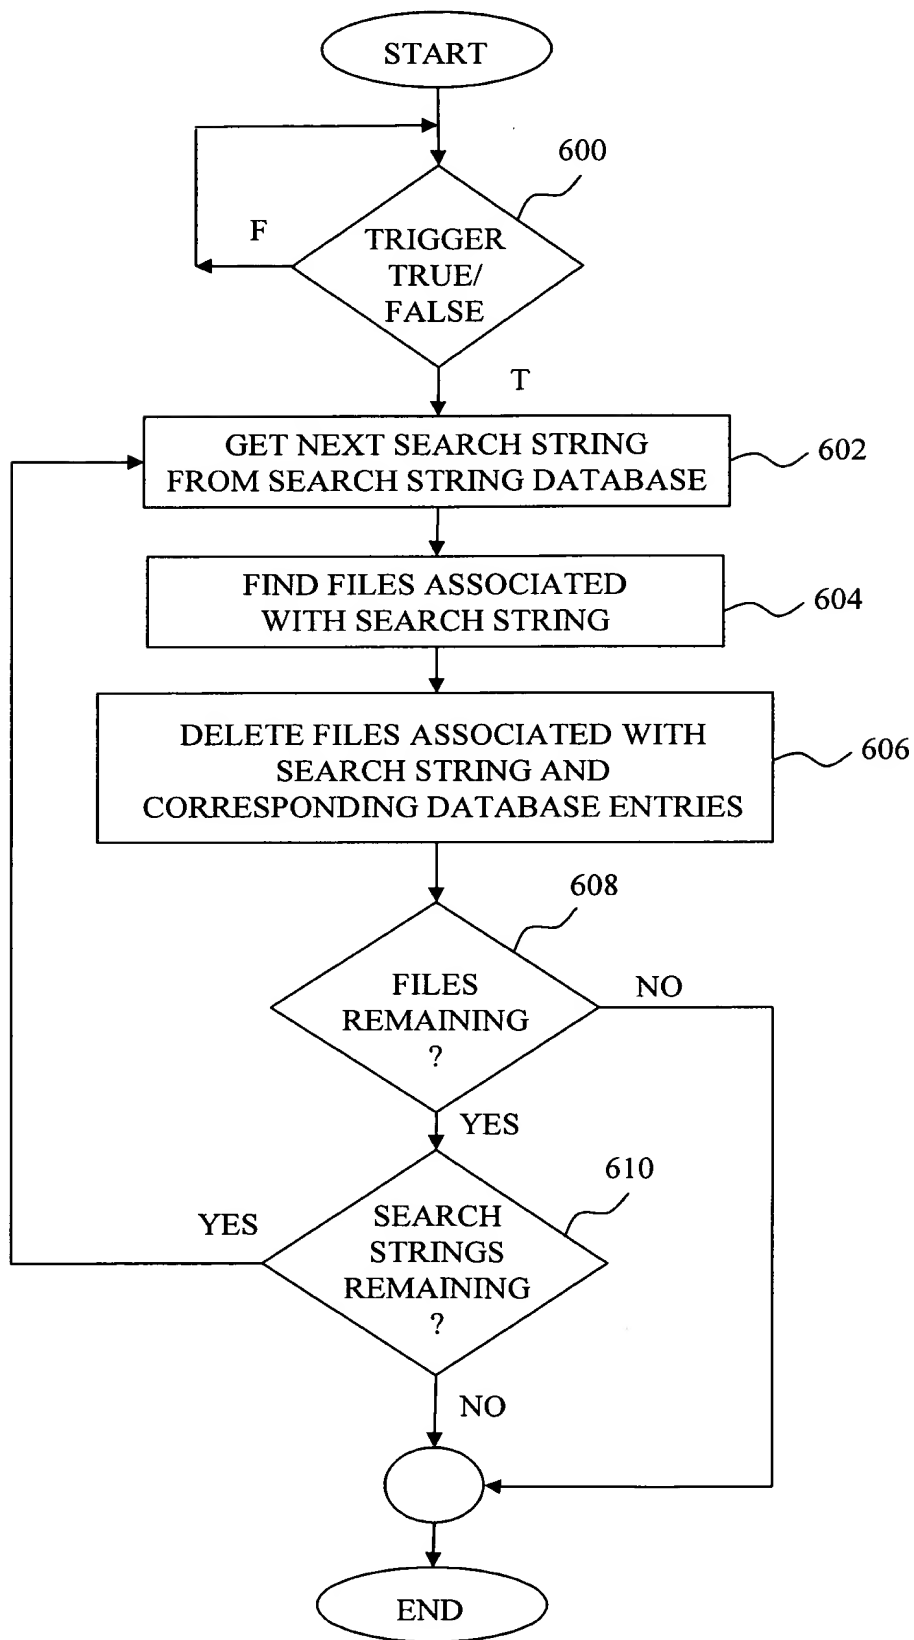 START
600
F
TRIGGER
TRUE/
FALSE
T
GET NEXT SEARCH STRING
FROM SEARCH STRING DATABASE
602
FIND FILES ASSOCIATED
WITH SEARCH STRING
604
DELETE FILES ASSOCIATED WITH
SEARCH STRING AND
CORRESPONDING DATABASE ENTRIES
606
608
FILES
REMAINING
?
NO
YES
610
YES
SEARCH
STRINGS
REMAINING
?
NO
END